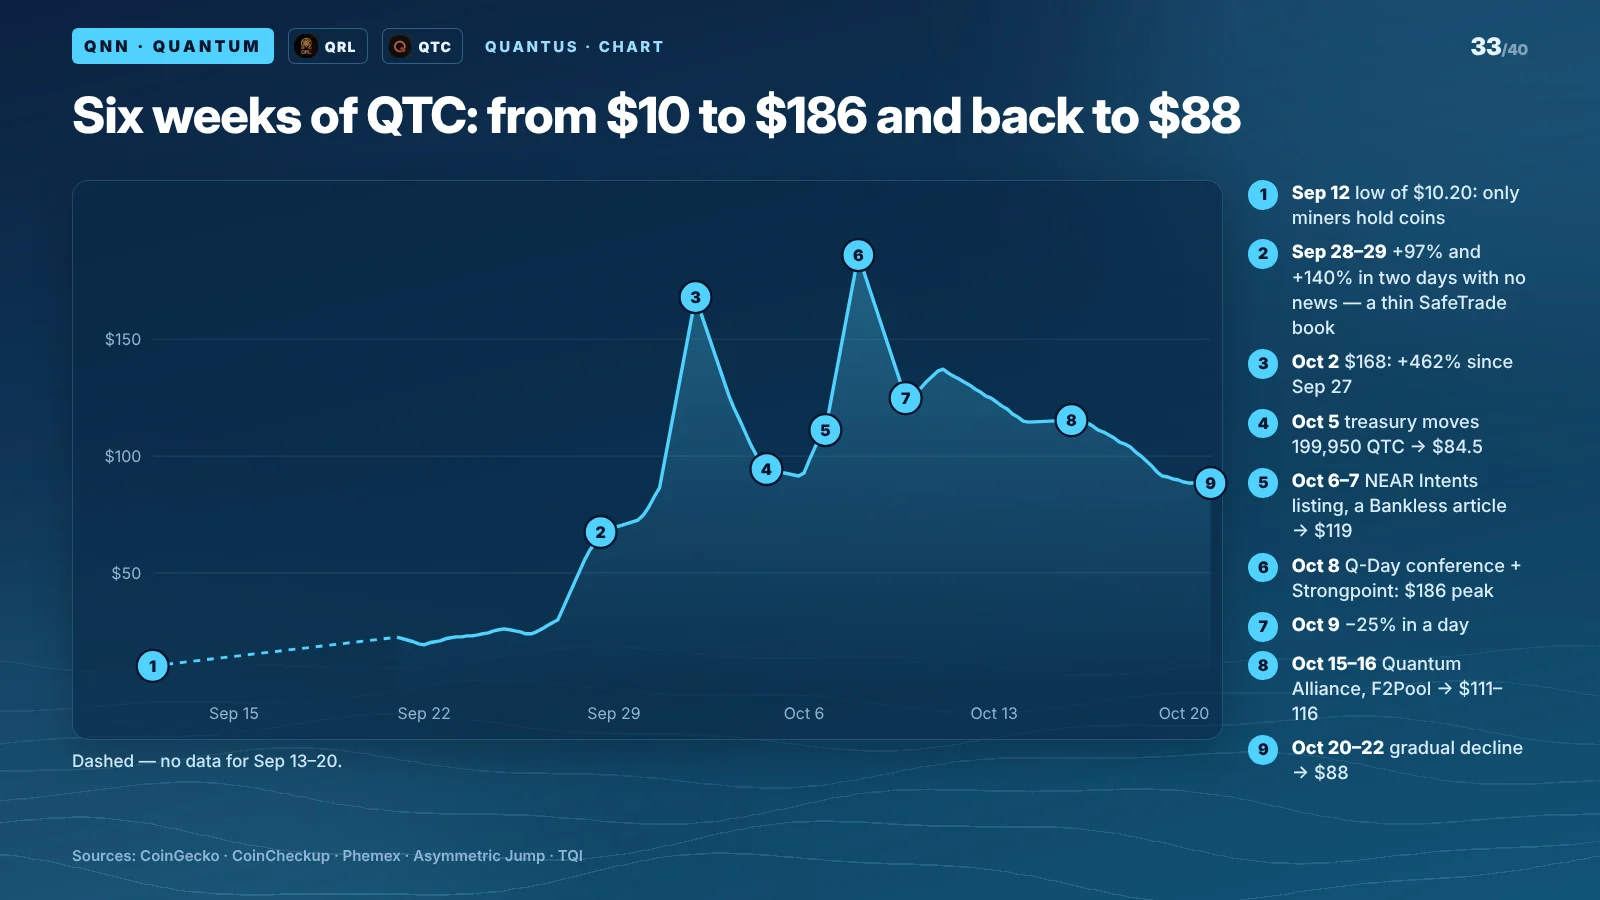 QNN · QUANTUM
QRL
QTC
QUANTUS · CHART
33/40
Six weeks of QTC: from $10 to $186 and back to $88
$150
$100
$50
1
2
3
4
5
6
7
8
9
Sep 15
Sep 22
Sep 29
Oct 6
Oct 13
Oct 20
Dashed — no data for Sep 13–20.
1 Sep 12 low of $10.20: only
miners hold coins
2 Sep 28–29 +97% and
+140% in two days with no
news — a thin SafeTrade
book
3 Oct 2 $168: +462% since
Sep 27
4 Oct 5 treasury moves
199,950 QTC → $84.5
5 Oct 6–7 NEAR Intents
listing, a Bankless article
→ $119
6 Oct 8 Q-Day conference +
Strongpoint: $186 peak
7 Oct 9 −25% in a day
8 Oct 15–16 Quantum
Alliance, F2Pool → $111–
116
9 Oct 20–22 gradual decline
→ $88
Sources: CoinGecko · CoinCheckup · Phemex · Asymmetric Jump · TQI